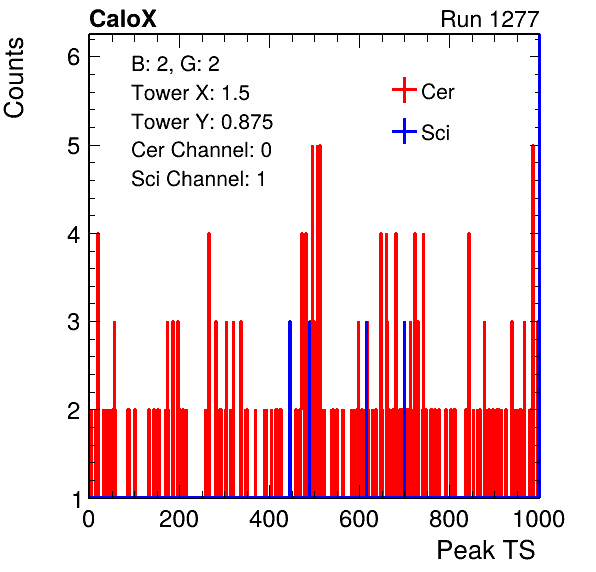 CaloX Run 1277
Counts
B: 2, G: 2
Tower X: 1.5
Tower Y: 0.875
Cer Channel: 0
Sci Channel: 1
Cer
Sci
6
5
4
3
2
1
0 200 400 600 800 1000
Peak TS